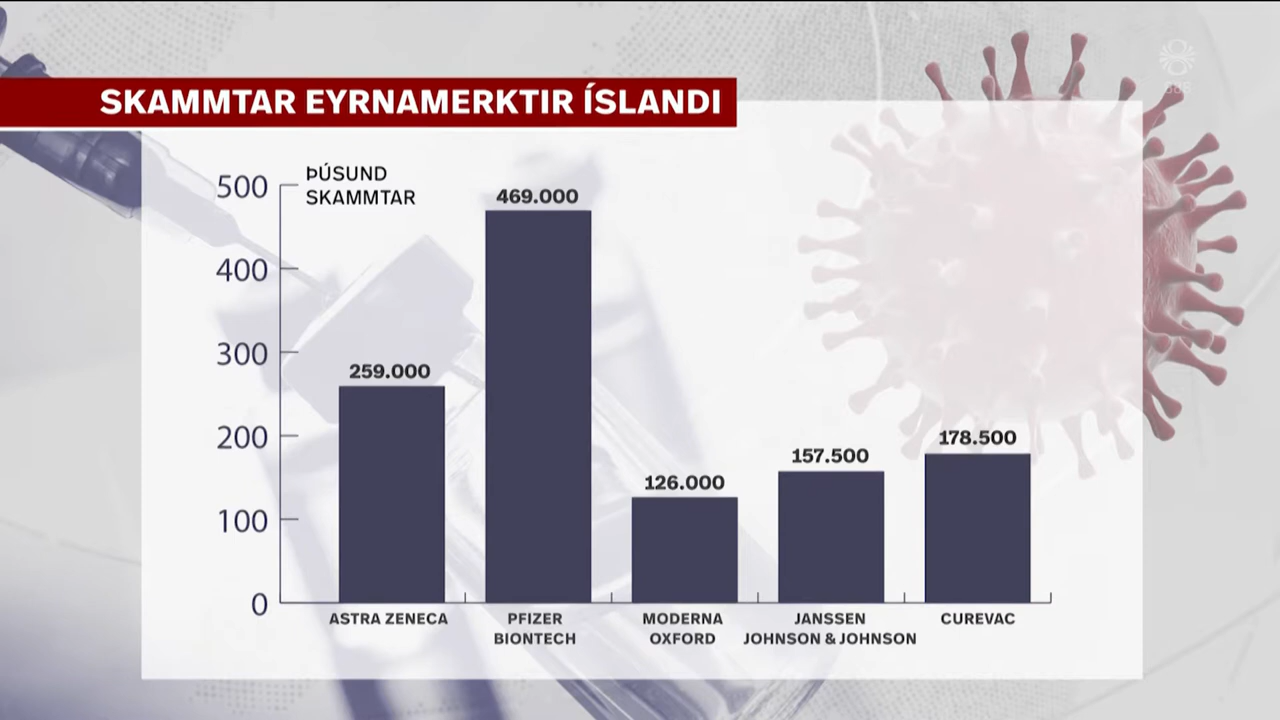 SKAMMTAR EYRNAMERKTIR ÍSLANDI
ÞÚSUND
SKAMMTAR
500
400
300
200
100
0
259.000
469.000
126.000
157.500
178.500
ASTRA ZENECA
PFIZER
BIONTECH
MODERNA
OXFORD
JANSSEN
JOHNSON & JOHNSON
CUREVAC